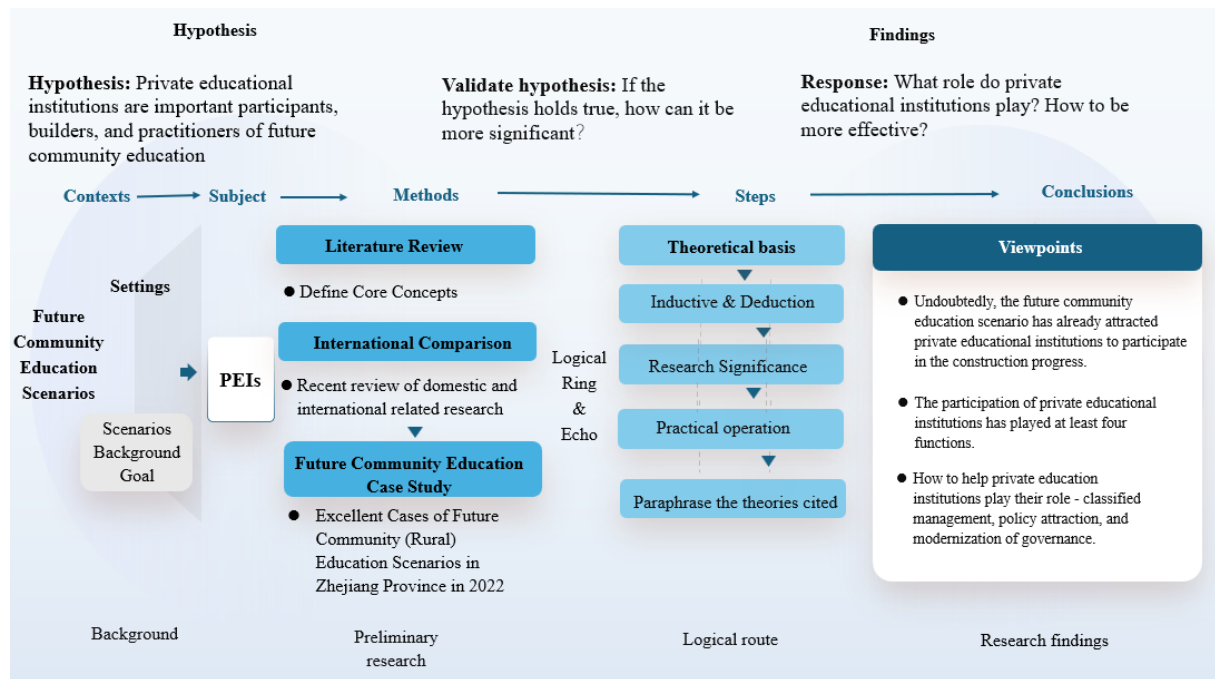 Hypothesis
Findings
Hypothesis: Private educational
institutions are important participants,
builders, and practitioners of future
community education
Validate hypothesis: If the
hypothesis holds true, how can it be
more significant?
Response: What role do private
educational institutions play? How to be
more effective?
Contexts
Subject
Methods
Steps
Conclusions
Settings
Future
Community
Education
Scenarios
Scenarios
Background
Goal
PEIs
Literature Review
● Define Core Concepts
International Comparison
● Recent review of domestic and
international related research
Future Community Education
Case Study
● Excellent Cases of Future
Community (Rural)
Education Scenarios in
Zhejiang Province in 2022
Logical
Ring
&
Echo
Theoretical basis
Inductive & Deduction
Research Significance
Practical operation
Paraphrase the theories cited
Viewpoints
● Undoubtedly, the future community
education scenario has already attracted
private educational institutions to participate
in the construction progress.
● The participation of private educational
institutions has played at least four
functions.
● How to help private education
institutions play their role - classified
management, policy attraction, and
modernization of governance.
Background
Preliminary
research
Logical route
Research findings